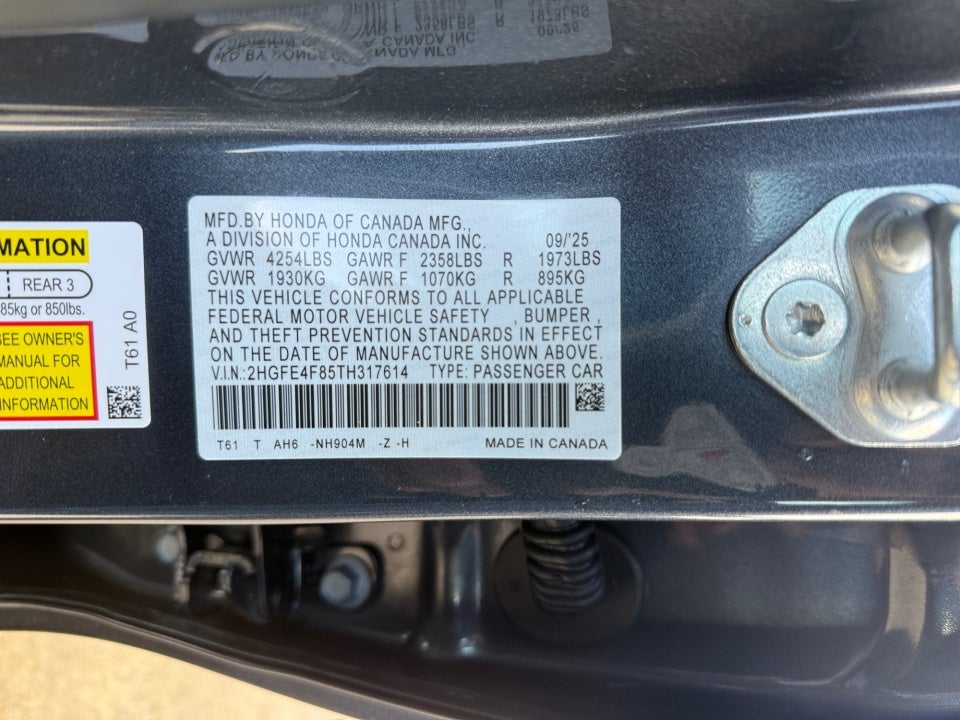 MFD.BY HONDA OF CANADA MFG.,
A DIVISION OF HONDA CANADA INC. 09/'25
GVWR 4254LBS GAWR F 2358LBS R 1973LBS
GVWR 1930KG GAWR F 1070KG R 895KG
THIS VEHICLE CONFORMS TO ALL APPLICABLE
FEDERAL MOTOR VEHICLE SAFETY , BUMPER ,
AND THEFT PREVENTION STANDARDS IN EFFECT
ON THE DATE OF MANUFACTURE SHOWN ABOVE.
V.I.N.:2HGFE4F85TH317614 TYPE: PASSENGER CAR
T61 T AH6 -NH904M -Z -H MADE IN CANADA
MATION
REAR 3
85kg or 850lbs.
SEE OWNER'S
MANUAL FOR
ADDITIONAL
INFORMATION
T61 A0